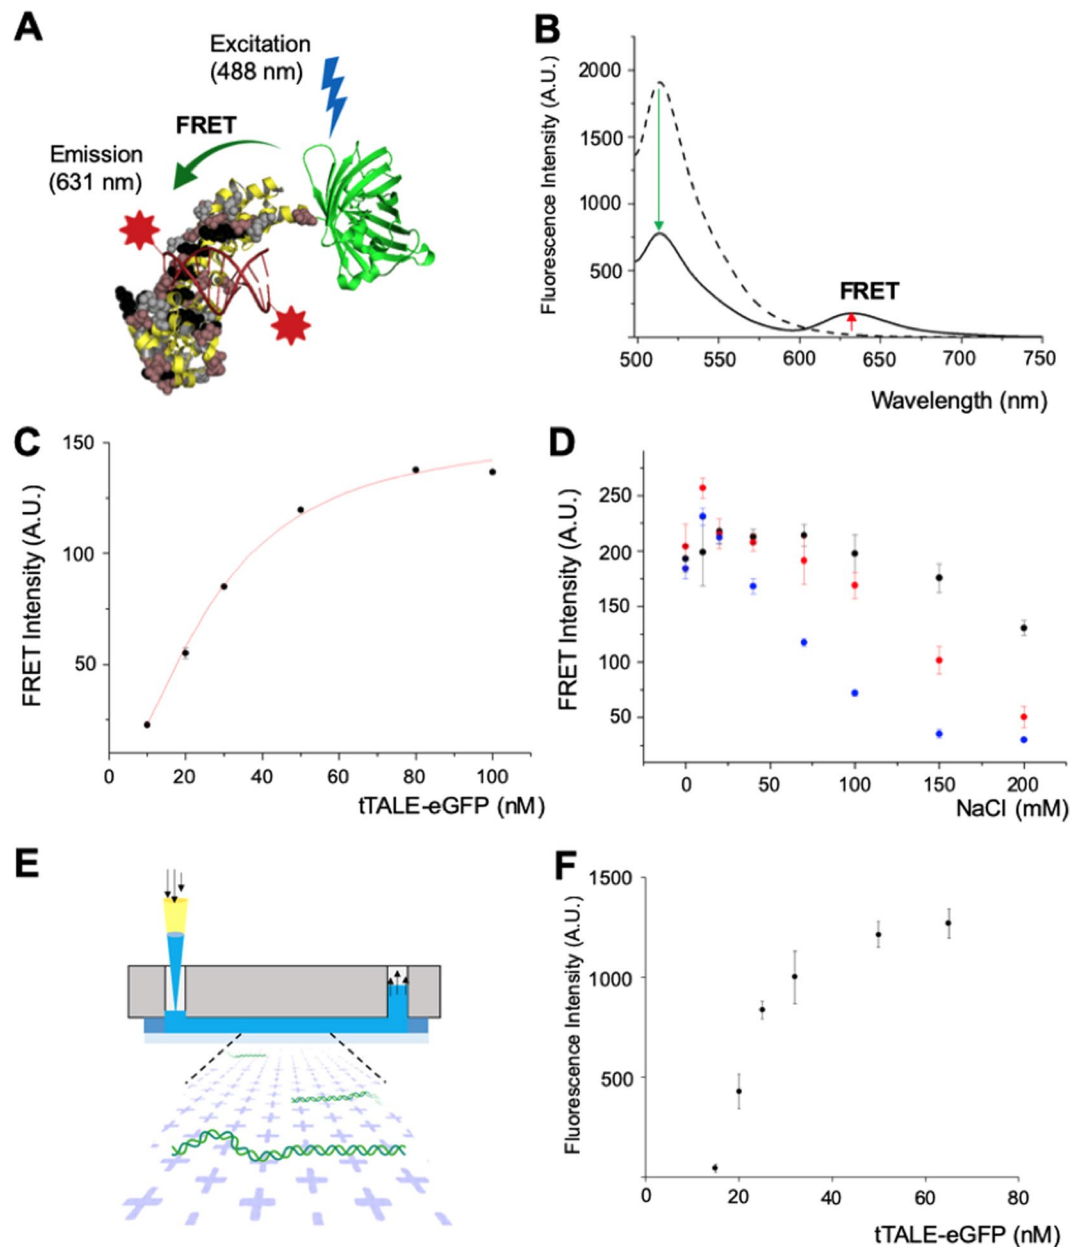 A
Excitation
(488 nm)
FRET
Emission
(631 nm)
B
Fluorescence Intensity (A.U.)
2000
1500
1000
500
FRET
500
550
600
650
700
750
Wavelength (nm)
C
FRET Intensity (A.U.)
150
100
50
0
20
40
60
80
100
tTALE-eGFP (nM)
D
FRET Intensity (A.U.)
250
200
150
100
50
0
50
100
150
200
NaCl (mM)
E
F
Fluorescence Intensity (A.U.)
1500
1000
500
0
20
40
60
80
tTALE-eGFP (nM)